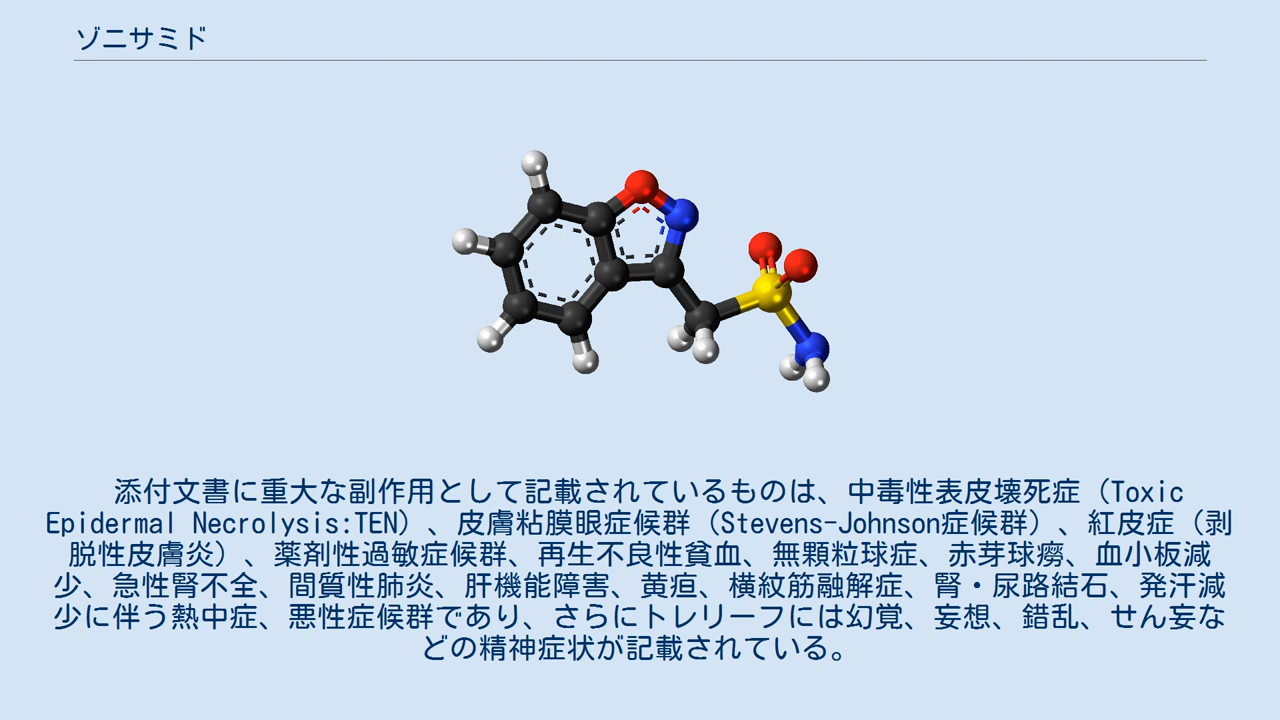 ゾニサミド
添付文書に重大な副作用として記載されているものは、中毒性表皮壊死症（Toxic
Epidermal Necrolysis:TEN）、皮膚粘膜眼症候群（Stevens-Johnson症候群）、紅皮症（剥
脱性皮膚炎）、薬剤性過敏症候群、再生不良性貧血、無顆粒球症、赤芽球癆、血小板減
少、急性腎不全、間質性肺炎、肝機能障害、黄疸、横紋筋融解症、腎・尿路結石、発汗減
少に伴う熱中症、悪性症候群であり、さらにトレリーフには幻覚、妄想、錯乱、せん妄な
どの精神症状が記載されている。